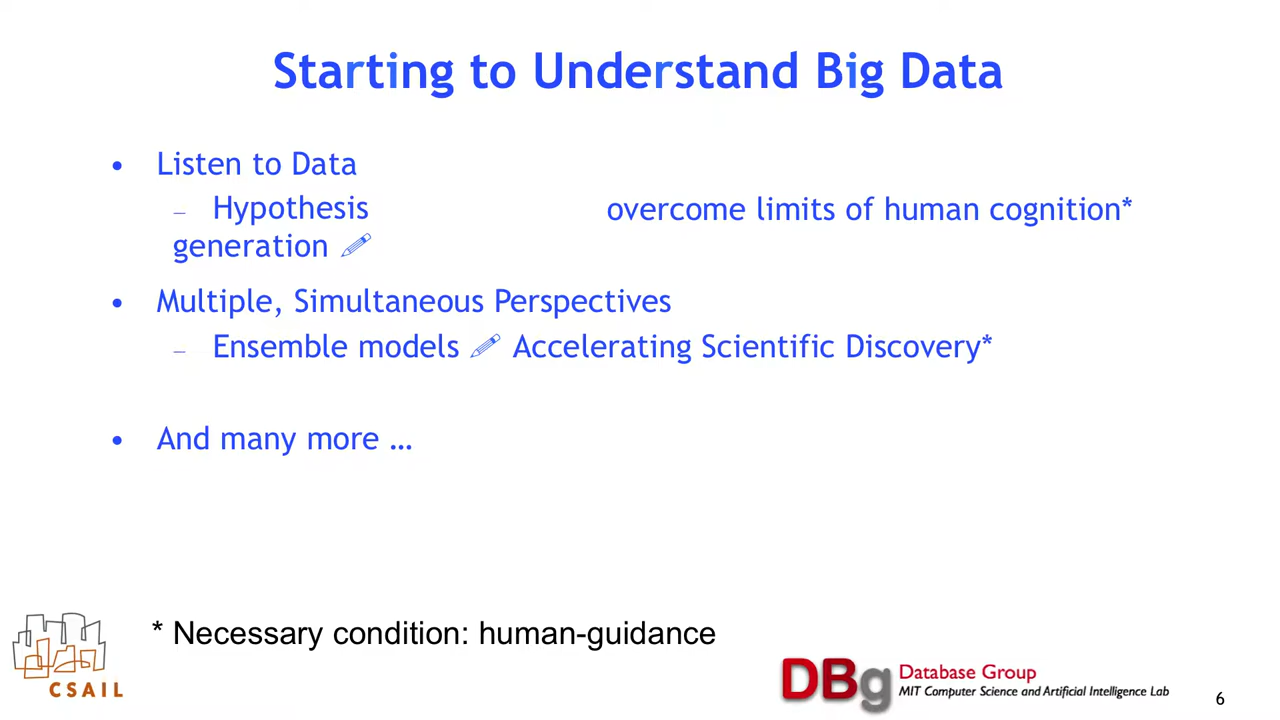 Starting to Understand Big Data
• Listen to Data
– Hypothesis generation ✏ overcome limits of human cognition*
• Multiple, Simultaneous Perspectives
– Ensemble models ✏ Accelerating Scientific Discovery*
• And many more …
* Necessary condition: human-guidance
CSAIL
DBg Database Group
MIT Computer Science and Artificial Intelligence Lab
6